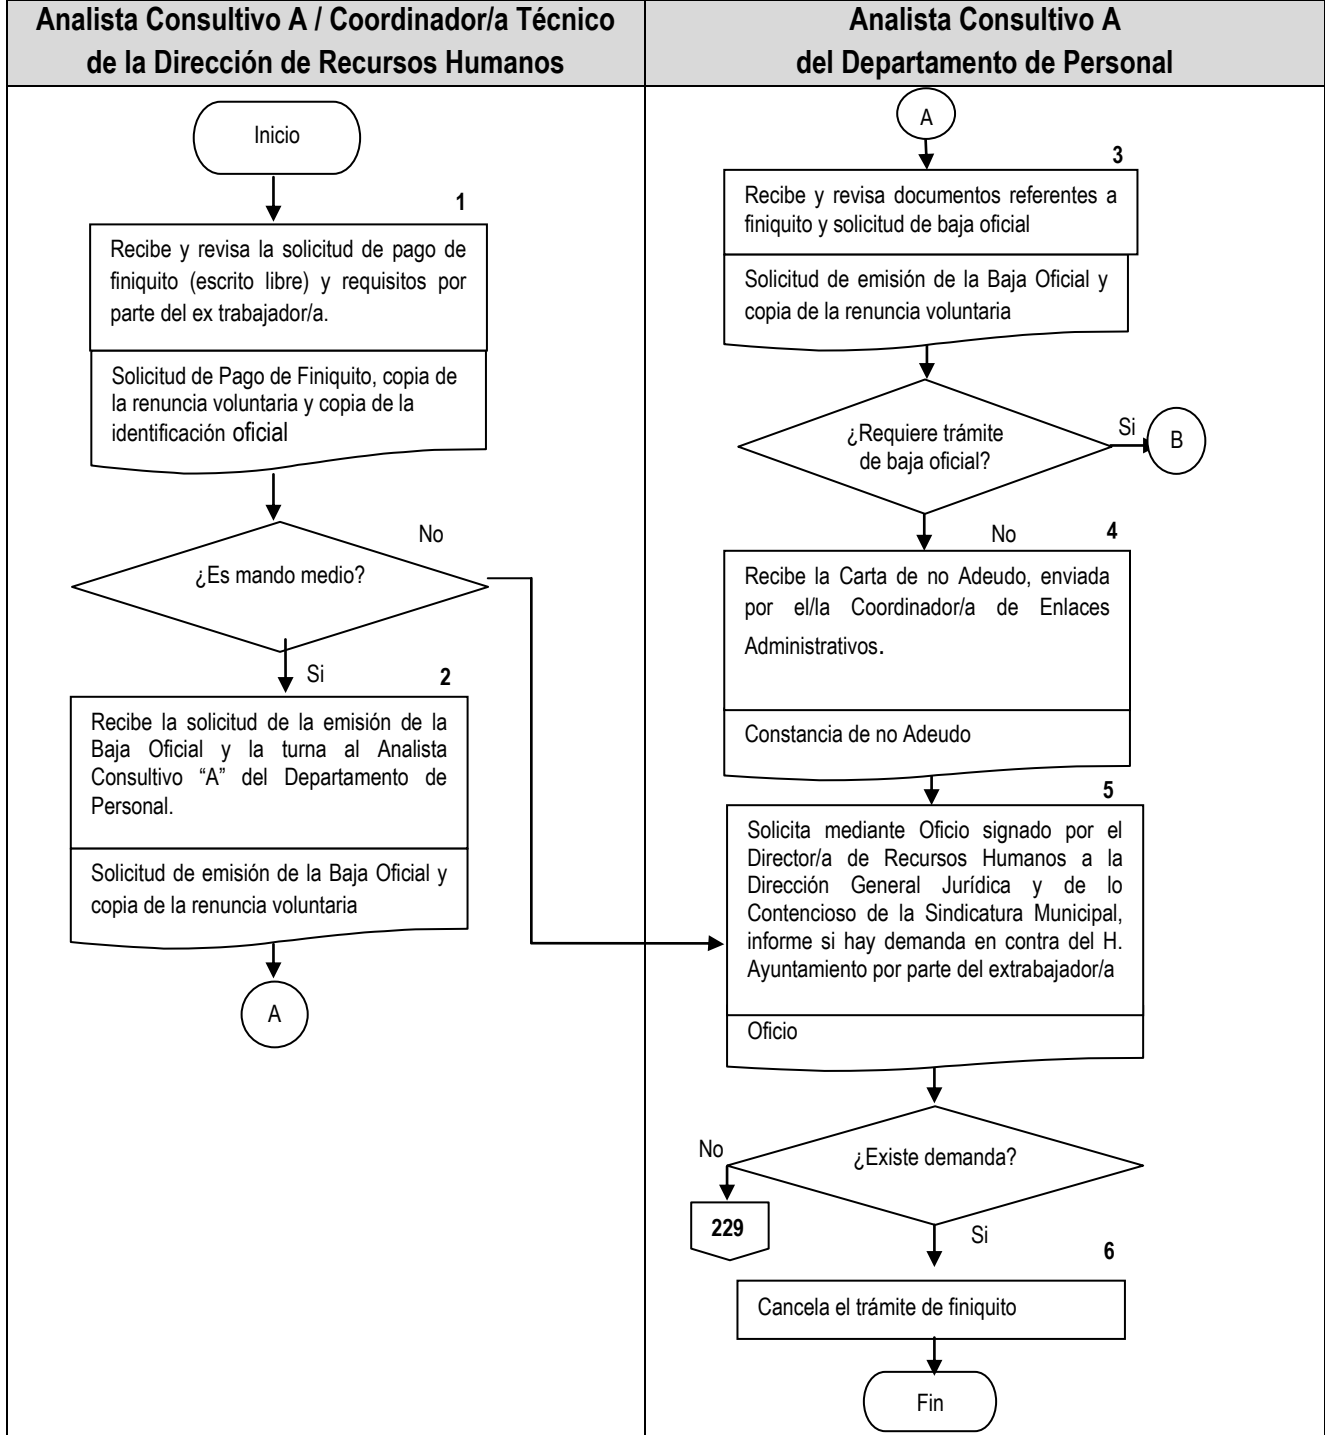 Analista Consultivo A / Coordinador/a Técnico
de la Dirección de Recursos Humanos
Inicio
1
Recibe y revisa la solicitud de pago de
finiquito (escrito libre) y requisitos por
parte del ex trabajador/a.
Solicitud de Pago de Finiquito, copia de
la renuncia voluntaria y copia de la
identificación oficial
No
¿Es mando medio?
Si
2
Recibe la solicitud de la emisión de la
Baja Oficial y la turna al Analista
Consultivo “A” del Departamento de
Personal.
Solicitud de emisión de la Baja Oficial y
copia de la renuncia voluntaria
A
Analista Consultivo A
del Departamento de Personal
A
3
Recibe y revisa documentos referentes a
finiquito y solicitud de baja oficial
Solicitud de emisión de la Baja Oficial y
copia de la renuncia voluntaria
¿Requiere trámite
de baja oficial?
Si
B
No
4
Recibe la Carta de no Adeudo, enviada
por el/la Coordinador/a de Enlaces
Administrativos.
Constancia de no Adeudo
5
Solicita mediante Oficio signado por el
Director/a de Recursos Humanos a la
Dirección General Jurídica y de lo
Contencioso de la Sindicatura Municipal,
informe si hay demanda en contra del H.
Ayuntamiento por parte del extrabajador/a
Oficio
No
¿Existe demanda?
229
Si
6
Cancela el trámite de finiquito
Fin